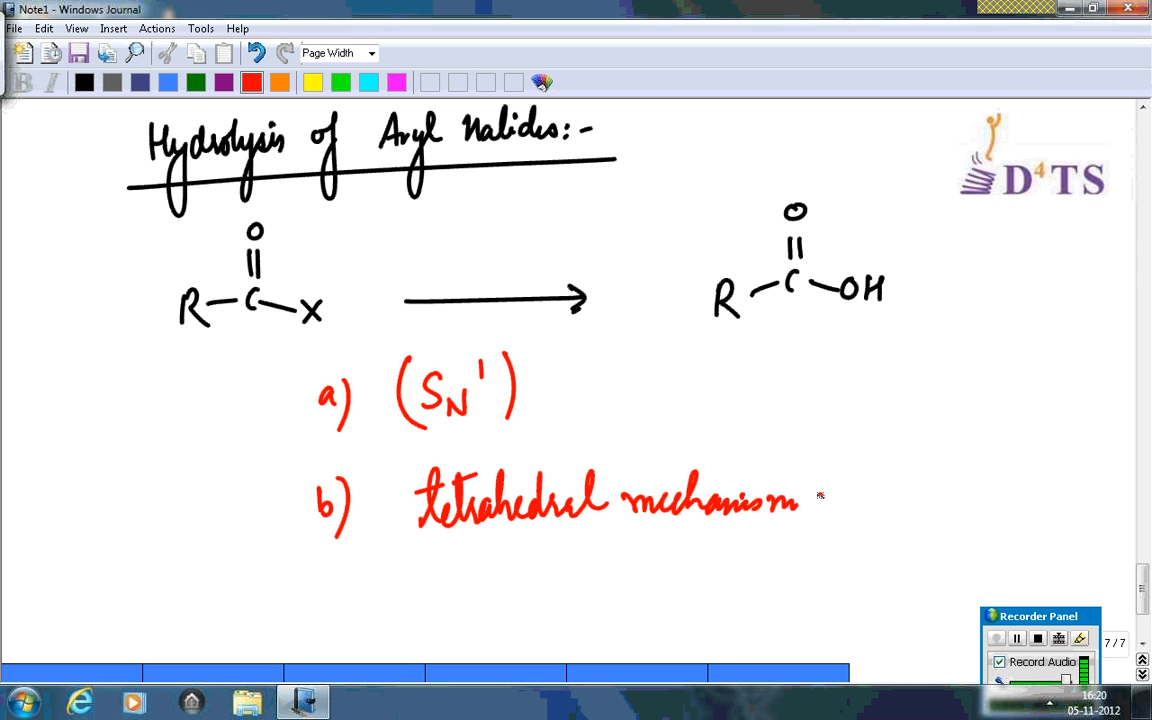 Note1 - Windows Journal
File Edit View Insert Actions Tools Help
Page Width
B I
Hydrolysis of Aryl Halides:-
D4TS
O
R-C-X
O
R-C-OH
a) (SN1)
b) tetrahedral mechanism
Recorder Panel
7 / 7
Record Audio
16:20
05-11-2012